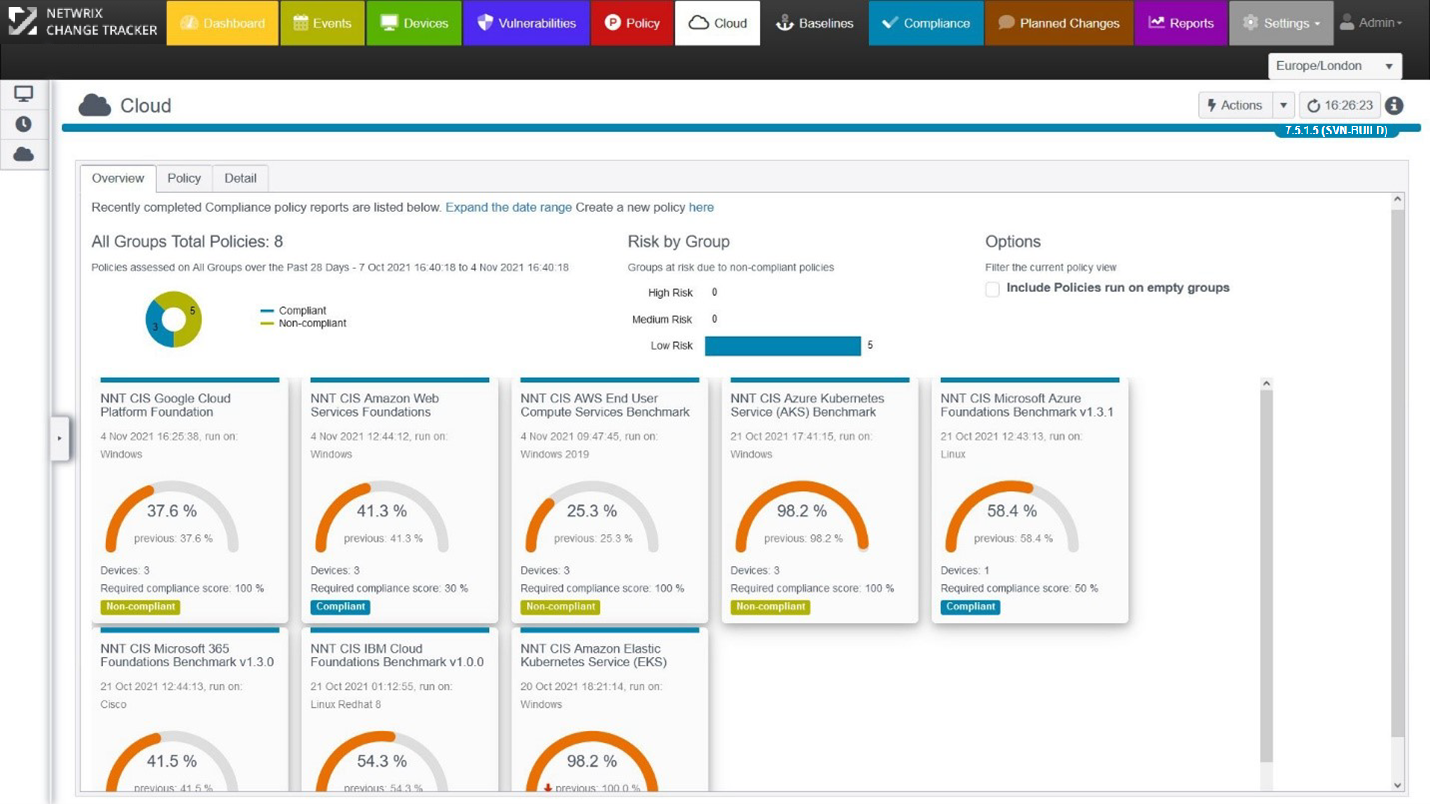 NETWRIX
CHANGE TRACKER
Dashboard
Events
Devices
Vulnerabilities
Policy
Cloud
Baselines
Compliance
Planned Changes
Reports
Settings
Admin
Europe/London
Cloud
Actions
16:26:23
7.5.1.5 (SVN-BUILD)
Overview
Policy
Detail
Recently completed Compliance policy reports are listed below. Expand the date range Create a new policy here
All Groups Total Policies: 8
Policies assessed on All Groups over the Past 28 Days - 7 Oct 2021 16:40:18 to 4 Nov 2021 16:40:18
5
3
Compliant
Non-compliant
Risk by Group
Groups at risk due to non-compliant policies
High Risk 0
Medium Risk 0
Low Risk 5
Options
Filter the current policy view
Include Policies run on empty groups
NNT CIS Google Cloud
Platform Foundation
4 Nov 2021 16:25:38, run on:
Windows
37.6 %
previous: 37.6 %
Devices: 3
Required compliance score: 100 %
Non-compliant
NNT CIS Amazon Web
Services Foundations
4 Nov 2021 12:44:12, run on:
Windows
41.3 %
previous: 41.3 %
Devices: 3
Required compliance score: 30 %
Compliant
NNT CIS AWS End User
Compute Services Benchmark
4 Nov 2021 09:47:45, run on:
Windows 2019
25.3 %
previous: 25.3 %
Devices: 3
Required compliance score: 100 %
Non-compliant
NNT CIS Azure Kubernetes
Service (AKS) Benchmark
21 Oct 2021 17:41:15, run on:
Windows
98.2 %
previous: 98.2 %
Devices: 3
Required compliance score: 100 %
Non-compliant
NNT CIS Microsoft Azure
Foundations Benchmark v1.3.1
21 Oct 2021 12:43:13, run on:
Linux
58.4 %
previous: 58.4 %
Devices: 1
Required compliance score: 50 %
Compliant
NNT CIS Microsoft 365
Foundations Benchmark v1.3.0
21 Oct 2021 12:44:13, run on:
Cisco
41.5 %
previous: 41.5 %
NNT CIS IBM Cloud
Foundations Benchmark v1.0.0
21 Oct 2021 01:12:55, run on:
Linux Redhat 8
54.3 %
previous: 54.3 %
NNT CIS Amazon Elastic
Kubernetes Service (EKS)
20 Oct 2021 18:21:14, run on:
Windows
98.2 %
previous: 100.0 %